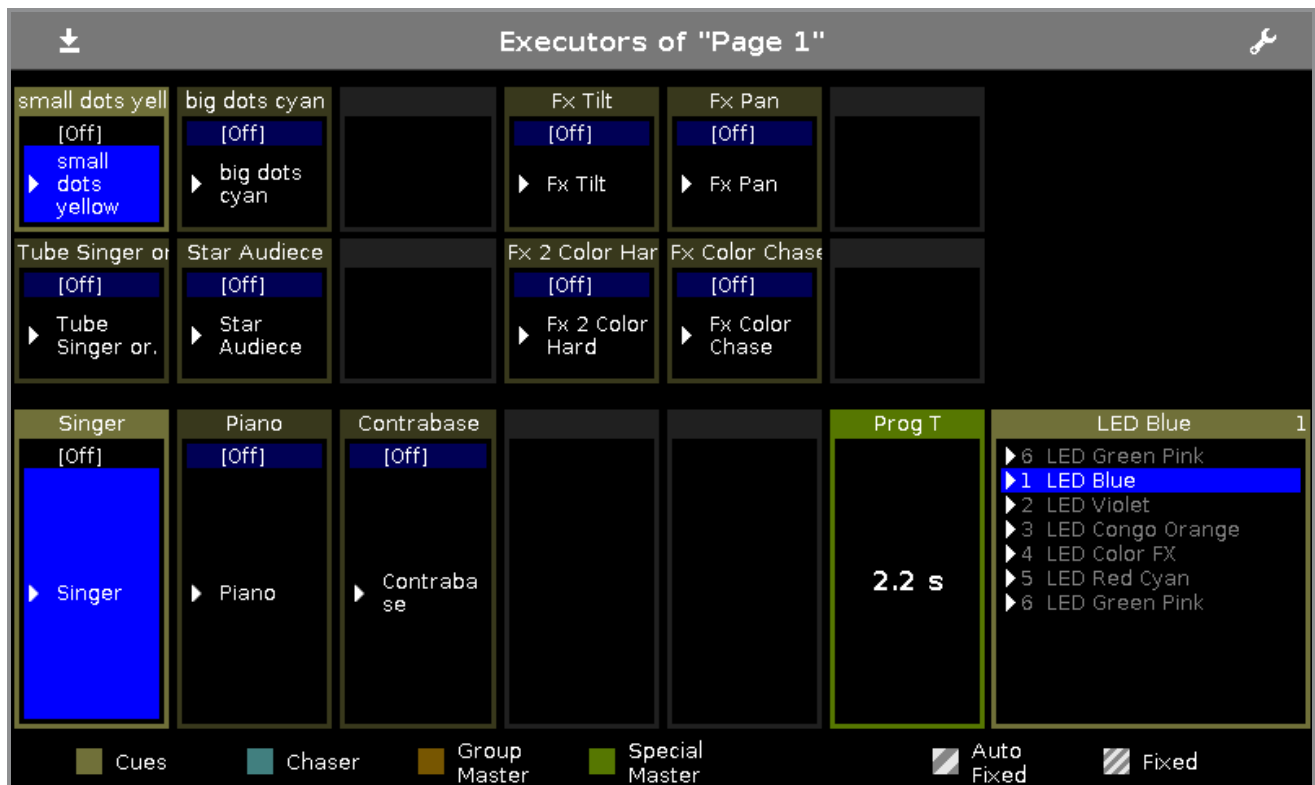 Executors of "Page 1"
small dots yell
[Off]
small
dots
yellow
big dots cyan
[Off]
big dots
cyan
Fx Tilt
[Off]
Fx Tilt
Fx Pan
[Off]
Fx Pan
Tube Singer or
[Off]
Tube
Singer or.
Star Audiece
[Off]
Star
Audiece
Fx 2 Color Har
[Off]
Fx 2 Color
Hard
Fx Color Chase
[Off]
Fx Color
Chase
Singer
[Off]
Singer
Piano
[Off]
Piano
Contrabase
[Off]
Contraba
se
Prog T
2.2 s
LED Blue 1
6 LED Green Pink
1 LED Blue
2 LED Violet
3 LED Congo Orange
4 LED Color FX
5 LED Red Cyan
6 LED Green Pink
Cues
Chaser
Group
Master
Special
Master
Auto
Fixed
Fixed